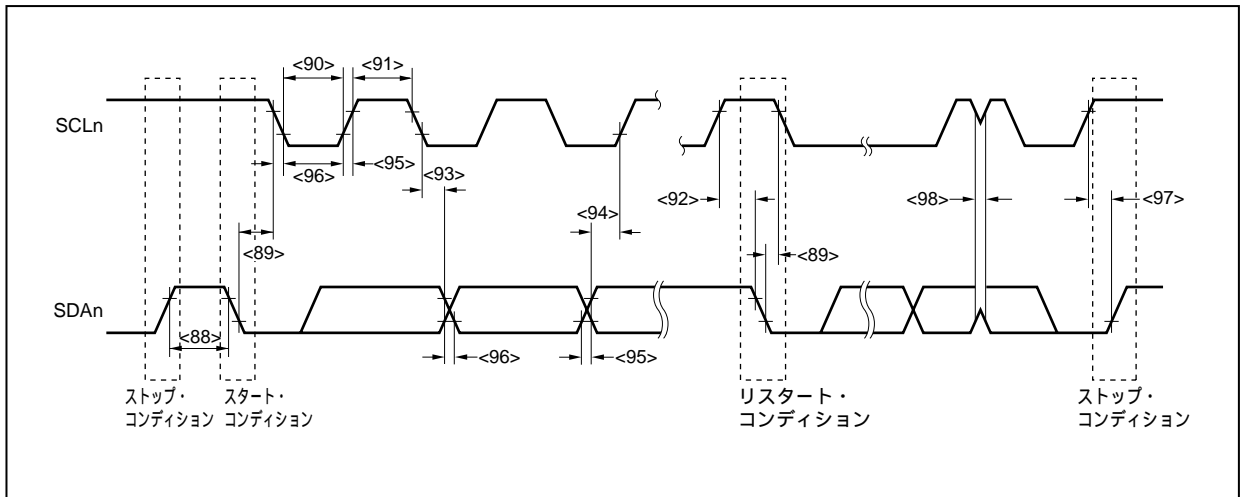 <90> <91>
SCLn
<96> <95> <93>
<94>
<92>
<98>
<97>
<89>
<89>
SDAn
<88>
<96> <95>
ストップ・
コンディション
スタート・
コンディション
リスタート・
コンディション
ストップ・
コンディション